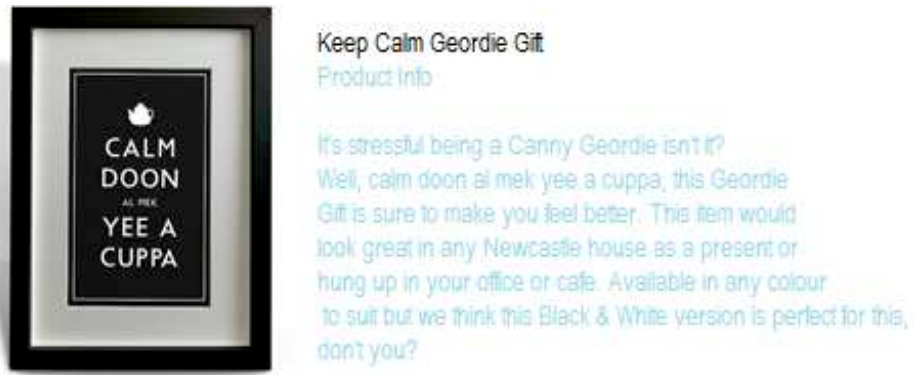 CALM
DOON
AL MEK
YEE A
CUPPA
Keep Calm Geordie Gift
Product Info
It's stressful being a Canny Geordie isn't it?
Well, calm doon al mek yee a cuppa, this Geordie
Gift is sure to make you feel better. This item would
look great in any Newcastle house as a present or
hung up in your office or cafe. Available in any colour
to suit but we think this Black & White version is perfect for this,
don't you?